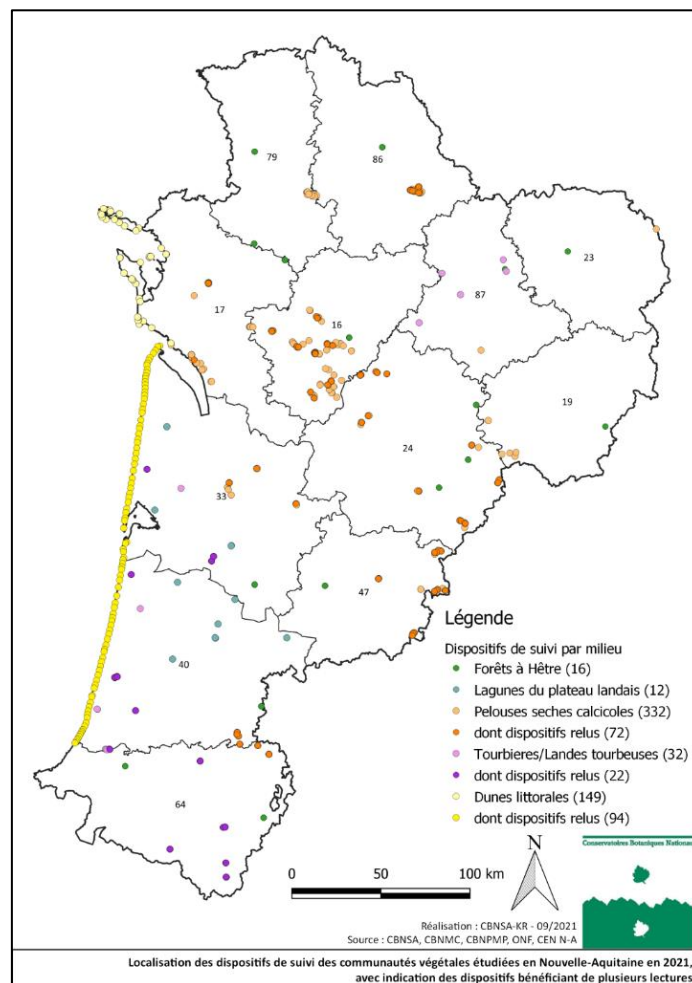 79
86
23
87
17
16
19
24
33
47
40
64
Légende
Dispositifs de suivi par milieu
Forêts à Hêtre (16)
Lagunes du plateau landais (12)
Pelouses seches calcicoles (332)
dont dispositifs relus (72)
Tourbieres/Landes tourbeuses (32)
dont dispositifs relus (22)
Dunes littorales (149)
dont dispositifs relus (94)
N
Conservatoires Botaniques Nationaux
0 50 100 km
Réalisation : CBNSA-KR - 09/2021
Source : CBNSA, CBNMC, CBNPMP, ONF, CEN N-A
Localisation des dispositifs de suivi des communautés végétales étudiées en Nouvelle-Aquitaine en 2021,
avec indication des dispositifs bénéficiant de plusieurs lectures